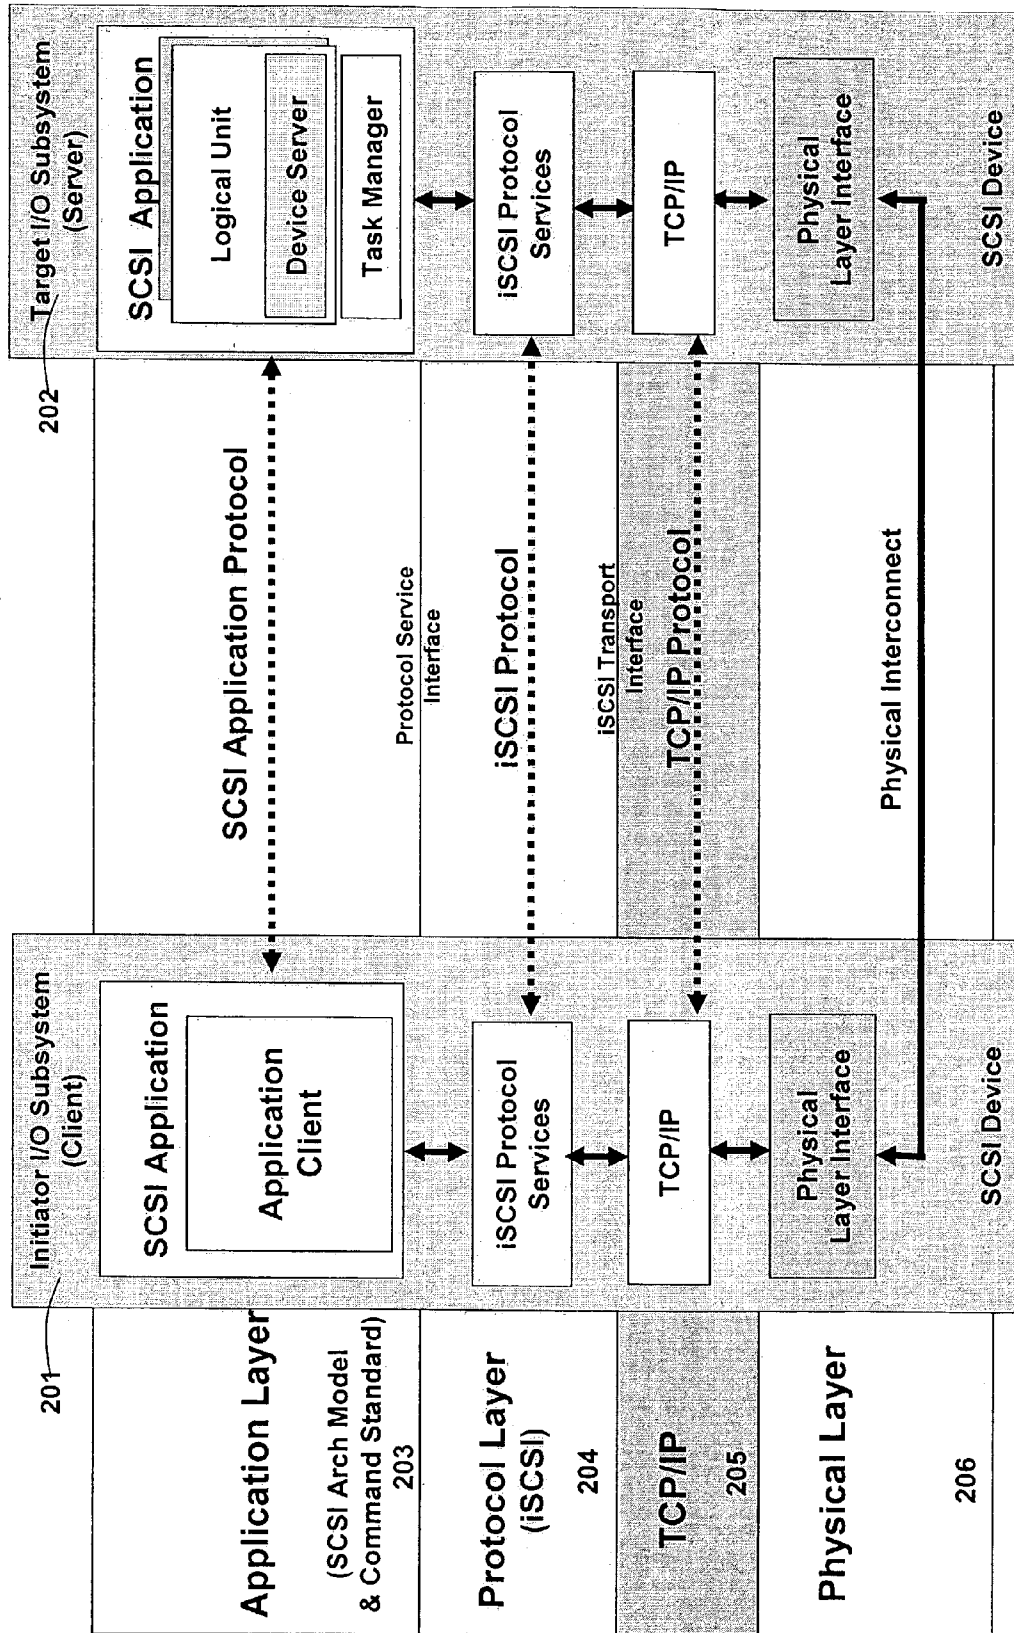 201
Initiator I/O Subsystem
(Client)
202
Target I/O Subsystem
(Server)
Application Layer
(SCSI Arch Model
& Command Standard)
203
SCSI Application
Application
Client
SCSI Application Protocol
SCSI Application
Logical Unit
Device Server
Task Manager
Protocol Service
Interface
Protocol Layer
(iSCSI)
204
iSCSI Protocol
Services
iSCSI Protocol
iSCSI Protocol
Services
iSCSI Transport
Interface
TCP/IP
205
TCP/IP
TCP/IP Protocol
TCP/IP
Physical Layer
206
Physical
Layer Interface
Physical Interconnect
Physical
Layer Interface
SCSI Device
SCSI Device